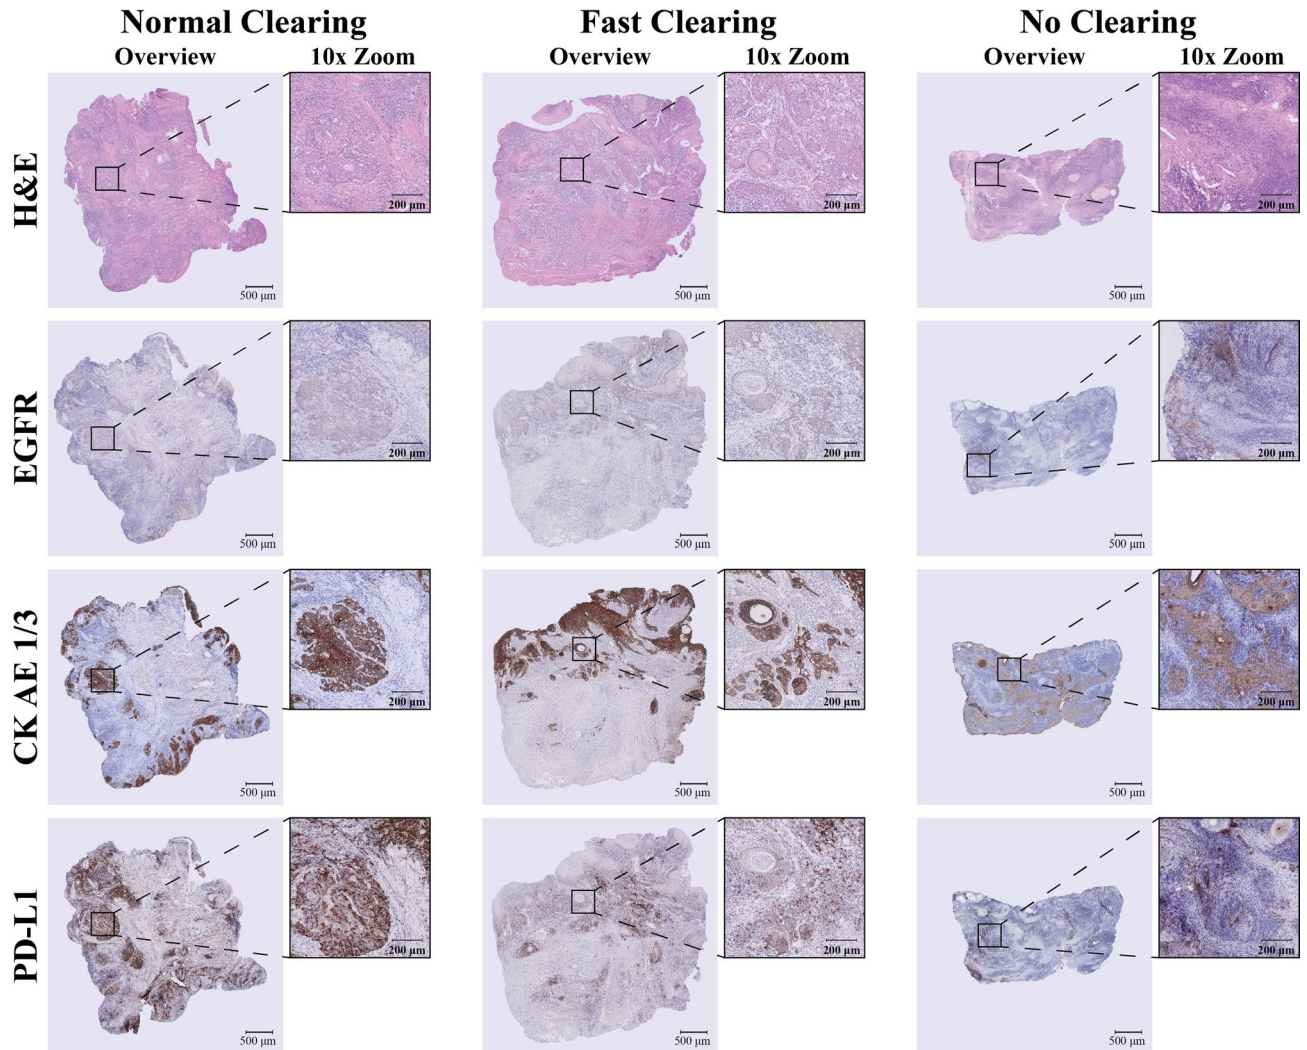 Normal Clearing Fast Clearing No Clearing
Overview 10x Zoom Overview 10x Zoom Overview 10x Zoom
H&E
200 µm 200 µm 200 µm
500 µm 500 µm 500 µm
EGFR
200 µm 200 µm 200 µm
500 µm 500 µm 500 µm
CK AE 1/3
200 µm 200 µm 200 µm
500 µm 500 µm 500 µm
PD-L1
200 µm 200 µm 200 µm
500 µm 500 µm 500 µm